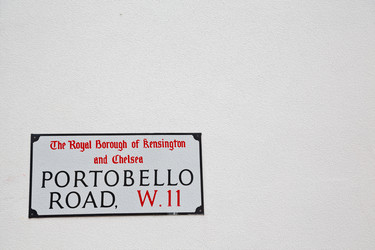 The Royal Borough of Kensington
and Chelsea
PORTOBELLO
ROAD, W.11